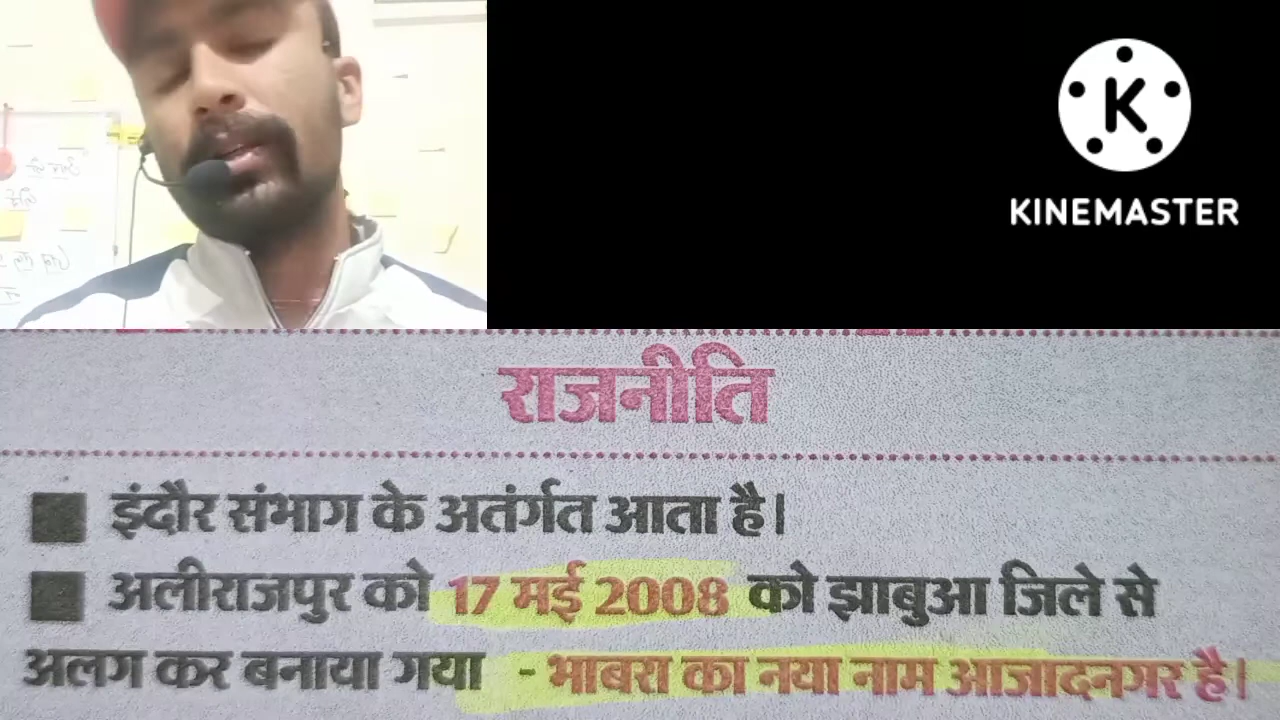 KINEMASTER
राजनीति
इंदौर संभाग के अतंर्गत आता है।
अलीराजपुर को 17 मई 2008 को झाबुआ जिले से
अलग कर बनाया गया - भाबरा का नया नाम आजादनगर है।